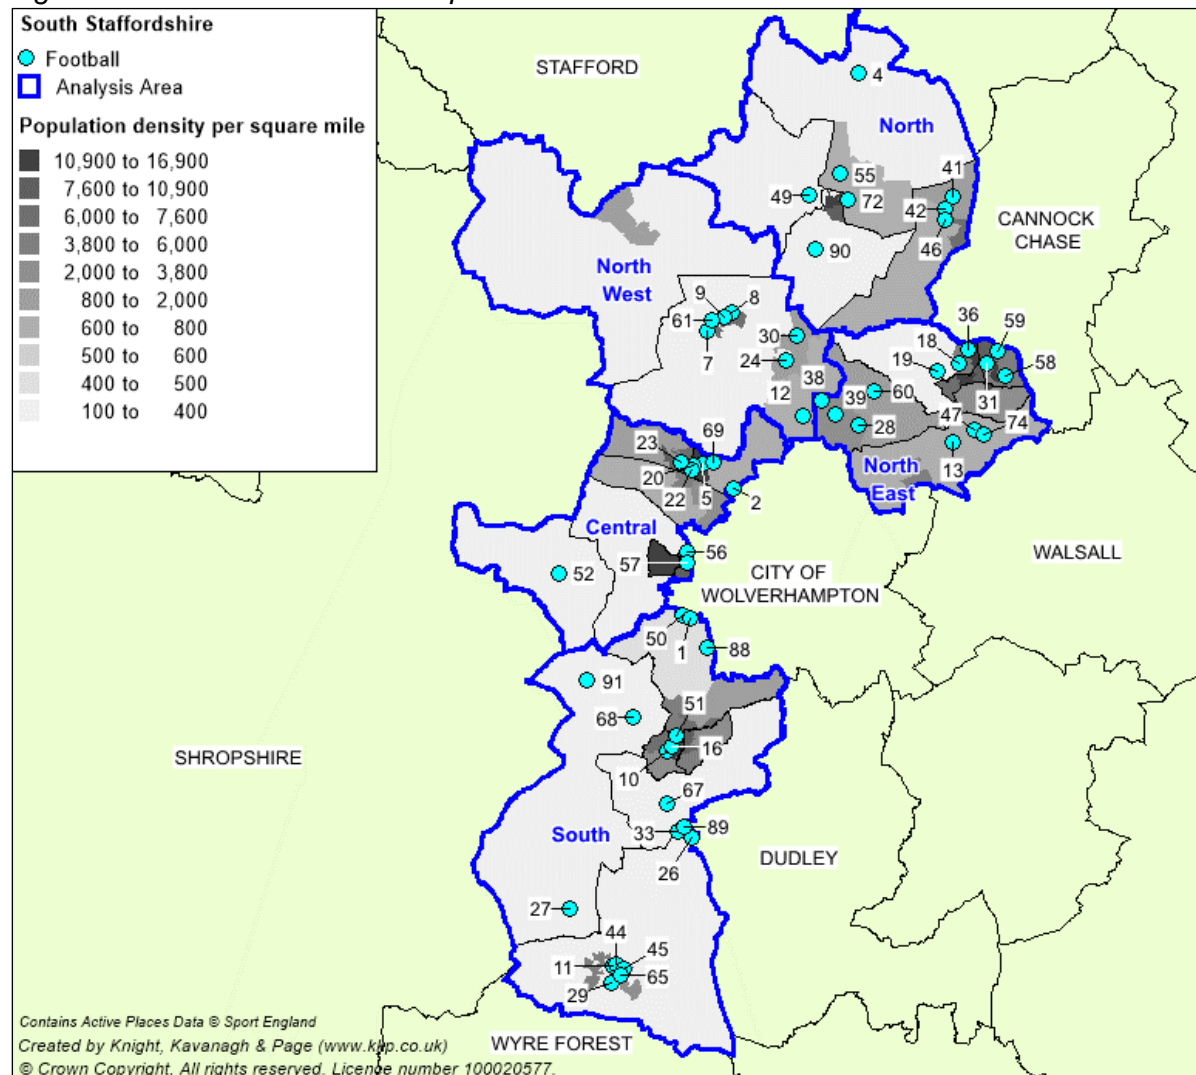 South Staffordshire
Football
Analysis Area
Population density per square mile
10,900 to 16,900
7,600 to 10,900
6,000 to 7,600
3,800 to 6,000
2,000 to 3,800
800 to 2,000
600 to 800
500 to 600
400 to 500
100 to 400
STAFFORD
4
North
41
55
49
72
42
CANNOCK
CHASE
46
90
North
West
9
8
61
7
30
24
36
59
18
19
58
38
12
39
60
31
47
74
28
13
North
East
23
69
20
22
5
2
Central
56
57
52
CITY OF
WOLVERHAMPTON
WALSALL
50
1
88
91
51
68
16
10
SHROPSHIRE
67
South
33
89
26
DUDLEY
27
44
45
11
65
29
WYRE FOREST
Contains Active Places Data © Sport England
Created by Knight, Kavanagh & Page (www.kkp.co.uk)
© Crown Copyright. All rights reserved. Licence number 100020577.